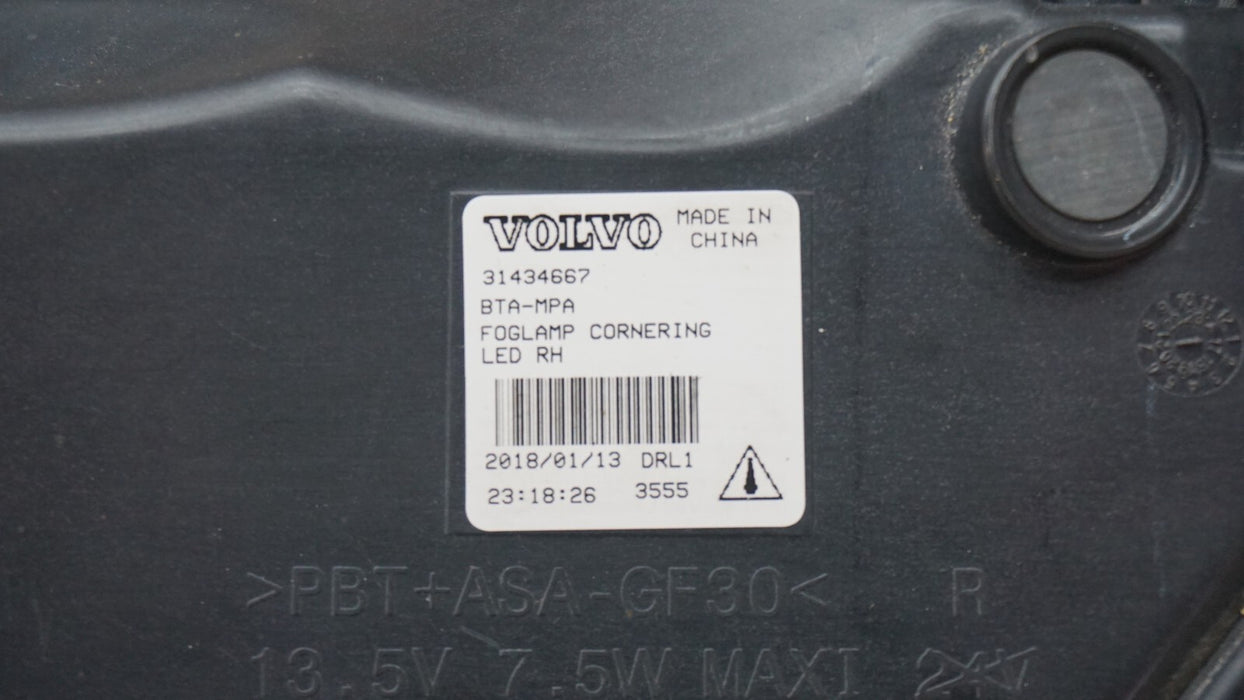 VOLVO MADE IN
CHINA
31434667
BTA-MPA
FOGLAMP CORNERING
LED RH
2018/01/13 DRL1
23:18:26 3555
>PBT+ASA-GF30< R
13.5V 7.5W MAXI